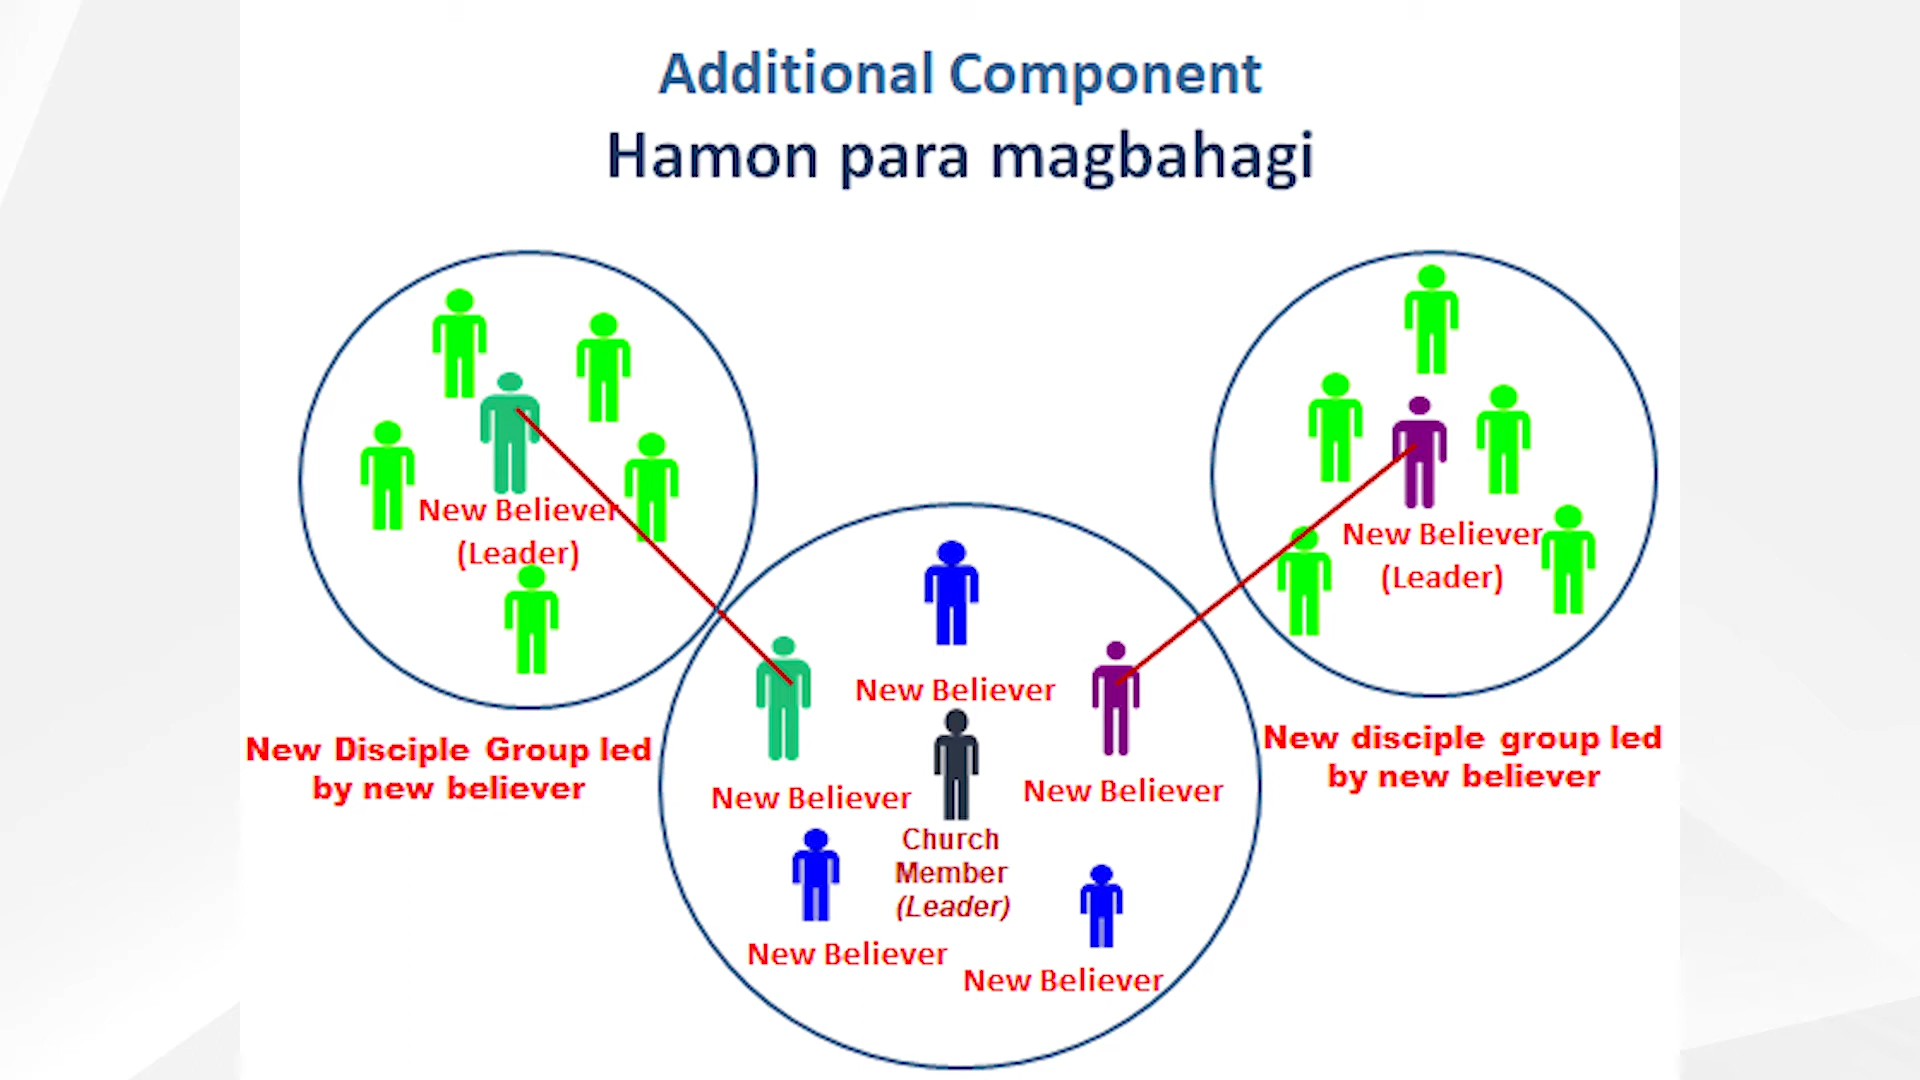 Additional Component
Hamon para magbahagi
New Believer
(Leader)
New Disciple Group led
by new believer
New Believer
(Leader)
New disciple group led
by new believer
New Believer
New Believer
New Believer
Church
Member
(Leader)
New Believer
New Believer